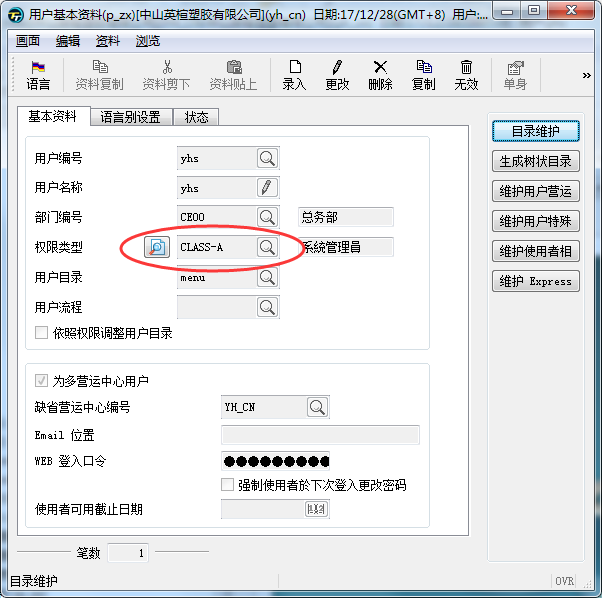 用户基本资料(p_zx)[中山英楦塑胶有限公司](yh_cn) 日期:17/12/28(GMT+8) 用户:...
画面 编辑 资料 浏览
语言 资料复制 资料剪下 资料贴上 录入 更改 删除 复制 无效 单身 »
基本资料 语言别设置 状态
用户编号 yhs
用户名称 yhs
部门编号 CE00 总务部
权限类型 CLASS-A 系統管理員
用户目录 menu
用户流程
依照权限调整用户目录
为多营运中心用户
缺省营运中心编号 YH_CN
Email 位置
WEB 登入口令 ●●●●●●●●●●
强制使用者於下次登入更改密码
使用者可用截止日期
目录维护
生成树状目录
维护用户营运
维护用户特殊
维护使用者相
维护 Express
笔数 1
目录维护 OVR